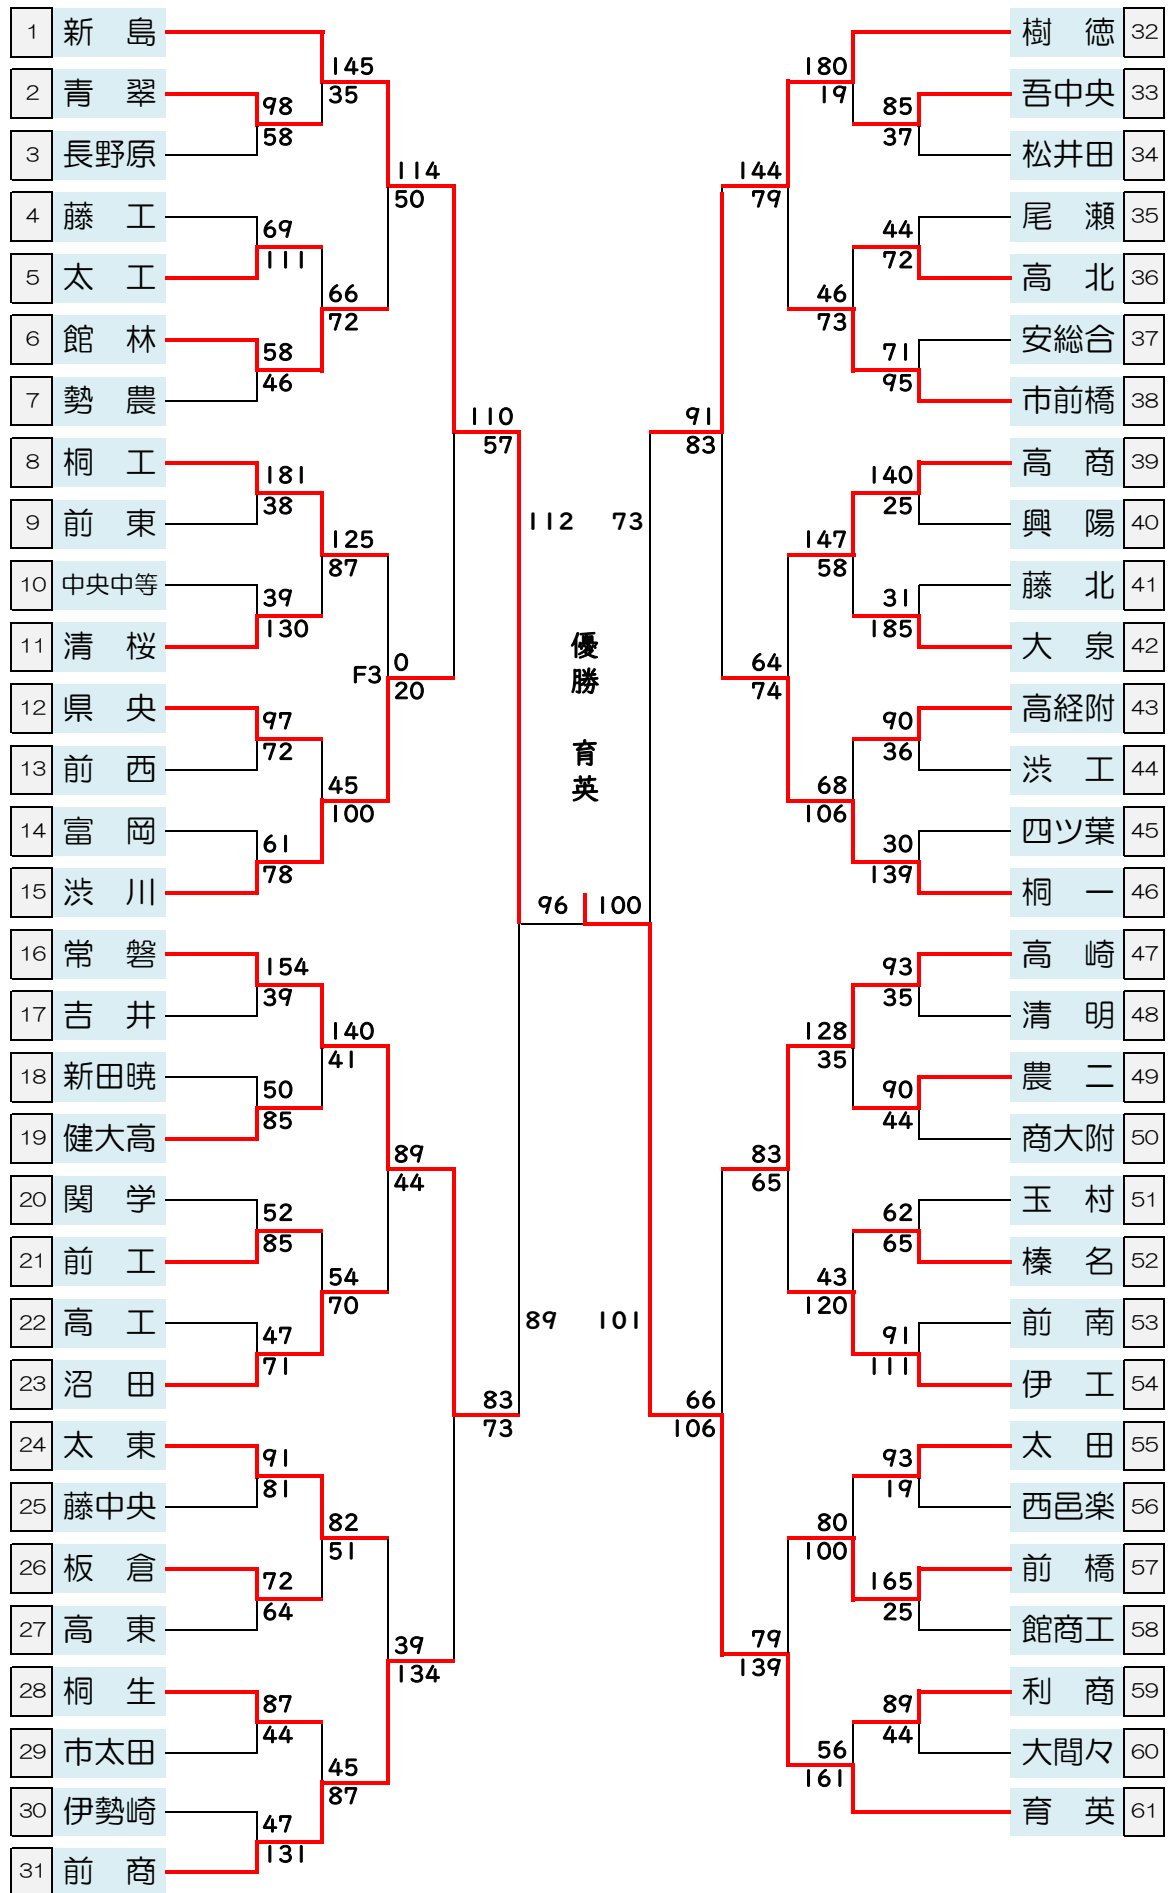 1 新島
2 青翠
3 長野原
4 藤工
5 太工
6 館林
7 勢農
8 桐工
9 前東
10 中央中等
11 清桜
12 県央
13 前西
14 富岡
15 渋川
16 常磐
17 吉井
18 新田暁
19 健大高
20 関学
21 前工
22 高工
23 沼田
24 太東
25 藤中央
26 板倉
27 高東
28 桐生
29 市太田
30 伊勢崎
31 前商
98
58
69
111
58
46
181
38
39
130
97
72
61
78
154
39
50
85
52
85
47
71
91
81
72
64
87
44
47
131
145
35
66
72
125
87
45
100
140
41
54
70
82
51
45
87
114
50
F3
0
20
89
44
39
134
110
57
83
73
112
89
96
優勝 育英
100
73
101
91
83
66
106
144
79
64
74
83
65
79
139
180
19
46
73
147
58
68
106
128
35
43
120
80
100
56
161
85
37
44
72
71
95
140
25
31
185
90
36
30
139
93
35
90
44
62
65
91
111
93
19
165
25
89
44
樹徳 32
吾中央 33
松井田 34
尾瀬 35
高北 36
安総合 37
市前橋 38
高商 39
興陽 40
藤北 41
大泉 42
高経附 43
渋工 44
四ツ葉 45
桐一 46
高崎 47
清明 48
農二 49
商大附 50
玉村 51
榛名 52
前南 53
伊工 54
太田 55
西邑楽 56
前橋 57
館商工 58
利商 59
大間々 60
育英 61